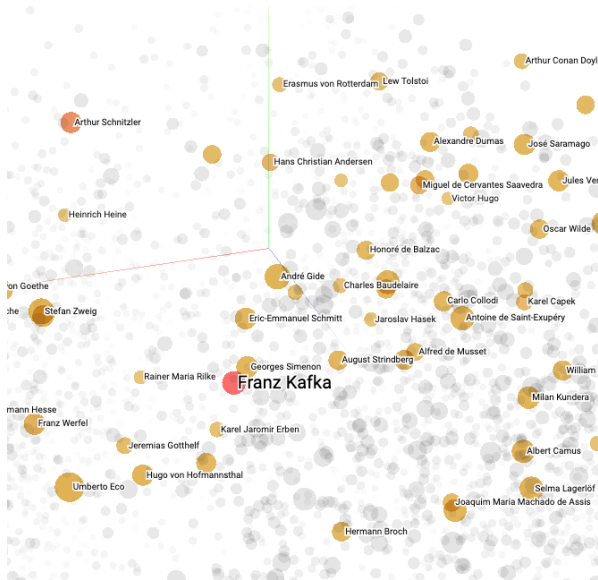 Arthur Conan Doyl
Erasmus von Rotterdam
Lew Tolstoi
Arthur Schnitzler
Alexandre Dumas
José Saramago
Hans Christian Andersen
Miguel de Cervantes Saavedra
Jules Ver
Victor Hugo
Heinrich Heine
Oscar Wilde
Honoré de Balzac
André Gide
von Goethe
Charles Baudelaire
Carlo Collodi
Karel Capek
che
Stefan Zweig
Eric-Emmanuel Schmitt
Jaroslav Hasek
Antoine de Saint-Exupéry
Alfred de Musset
August Strindberg
Georges Simenon
William
Rainer Maria Rilke
Franz Kafka
Milan Kundera
mann Hesse
Franz Werfel
Karel Jaromir Erben
Jeremias Gotthelf
Albert Camus
Hugo von Hofmannsthal
Umberto Eco
Selma Lagerlöf
Joaquim Maria Machado de Assis
Hermann Broch